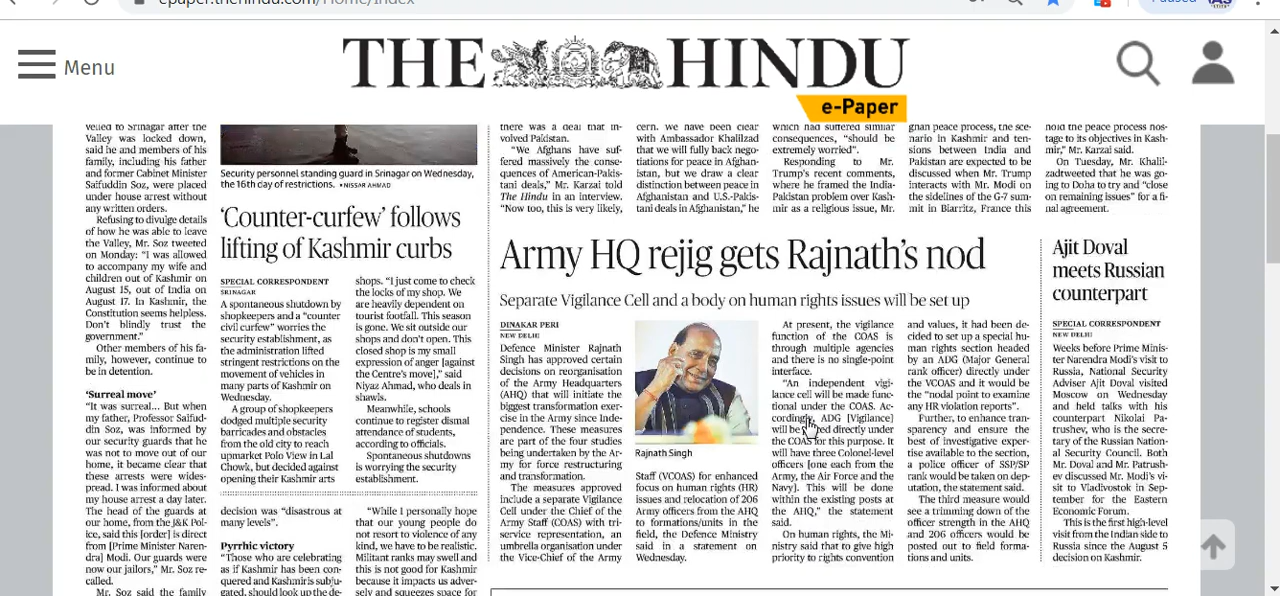 epaper.thehindu.com/Home/Index
Paused
Menu
THE HINDU
e-Paper
velled to Srinagar after the
Valley was locked down,
said he and members of his
family, including his father
and former Cabinet Minister
Saifuddin Soz, were placed
under house arrest without
any written orders.
Refusing to divulge details
of how he was able to leave
the Valley, Mr. Soz tweeted
on Monday: “I was allowed
to accompany my wife and
children out of Kashmir on
August 15, out of India on
August 17. In Kashmir, the
Constitution seems helpless.
Don’t blindly trust the
government.”
Other members of his fa-
mily, however, continue to
be in detention.
‘Surreal move’
“It was surreal... But when
my father, Professor Saifud-
din Soz, was informed by
our security guards that he
was not to move out of our
home, it became clear that
these arrests were wides-
pread. I was informed about
my house arrest a day later.
The head of the guards at
our home, from the J&K Pol-
ice, said this [order] is direct
from [Prime Minister Naren-
dra] Modi. Our guards were
now our jailors,” Mr. Soz re-
called.
Mr. Soz said the family
Security personnel standing guard in Srinagar on Wednesday,
the 16th day of restrictions. • NISSAR AHMAD
‘Counter-curfew’ follows
lifting of Kashmir curbs
SPECIAL CORRESPONDENT
SRINAGAR
A spontaneous shutdown by
shopkeepers and a “counter
civil curfew” worries the
security establishment, as
the administration lifted
stringent restrictions on the
movement of vehicles in
many parts of Kashmir on
Wednesday.
A group of shopkeepers
dodged multiple security
barricades and obstacles
from the old city to reach
upmarket Polo View in Lal
Chowk, but decided against
opening their Kashmir arts
shops. “I just come to check
the locks of my shop. We
are heavily dependent on
tourist footfall. This season
is gone. We sit outside our
shops and don’t open. This
closed shop is my small
expression of anger [against
the Centre’s move],” said
Niyaz Ahmad, who deals in
shawls.
Meanwhile, schools
continue to register dismal
attendance of students,
according to officials.
Spontaneous shutdowns
is worrying the security
establishment.
decision was “disastrous at
many levels”.
Pyrrhic victory
“Those who are celebrating
as if Kashmir has been con-
quered and Kashmiris subju-
gated, should look up the de-
“While I personally hope
that our young people do
not resort to violence of any
kind, we have to be realistic.
Militant ranks may swell and
this is not good for Kashmir
because it impacts us adver-
sely and squeezes space for
there was a deal that in-
volved Pakistan.
“We Afghans have suf-
fered massively the conse-
quences of American-Pakis-
tani deals,” Mr. Karzai told
The Hindu in an interview.
“Now too, this is very likely,
cern. We have been clear
with Ambassador Khalilzad
that we will fully back nego-
tiations for peace in Afghan-
istan, but we draw a clear
distinction between peace in
Afghanistan and U.S.-Pakis-
tani deals in Afghanistan,” he
which had suffered similar
consequences, “should be
extremely worried”.
Responding to Mr.
Trump’s recent comments,
where he framed the India-
Pakistan problem over Kash-
mir as a religious issue, Mr.
ghan peace process, the sce-
nario in Kashmir and ten-
sions between India and
Pakistan are expected to be
discussed when Mr. Trump
interacts with Mr. Modi on
the sidelines of the G-7 sum-
mit in Biarritz, France this
hold the peace process hos-
tage to its objectives in Kash-
mir,” Mr. Karzai said.
On Tuesday, Mr. Khalil-
zadtweeted that he was go-
ing to Doha to try and “close
on remaining issues” for a fi-
nal agreement.
Army HQ rejig gets Rajnath’s nod
Separate Vigilance Cell and a body on human rights issues will be set up
DINAKAR PERI
NEW DELHI
Defence Minister Rajnath
Singh has approved certain
decisions on reorganisation
of the Army Headquarters
(AHQ) that will initiate the
biggest transformation exer-
cise in the Army since Inde-
pendence. These measures
are part of the four studies
being undertaken by the Ar-
my for force restructuring
and transformation.
The measures approved
include a separate Vigilance
Cell under the Chief of the
Army Staff (COAS) with tri-
service representation, an
umbrella organisation under
the Vice-Chief of the Army
Rajnath Singh
Staff (VCOAS) for enhanced
focus on human rights (HR)
issues and relocation of 206
Army officers from the AHQ
to formations/units in the
field, the Defence Ministry
said in a statement on
Wednesday.
At present, the vigilance
function of the COAS is
through multiple agencies
and there is no single-point
interface.
“An independent vigi-
lance cell will be made func-
tional under the COAS. Ac-
cordingly, ADG [Vigilance]
will be placed directly under
the COAS for this purpose. It
will have three Colonel-level
officers [one each from the
Army, the Air Force and the
Navy]. This will be done
within the existing posts at
the AHQ,” the statement
said.
On human rights, the Mi-
nistry said that to give high
priority to rights convention
and values, it had been de-
cided to set up a special hu-
man rights section headed
by an ADG (Major General
rank officer) directly under
the VCOAS and it would be
the “nodal point to examine
any HR violation reports”.
Further, to enhance tran-
sparency and ensure the
best of investigative exper-
tise available to the section,
a police officer of SSP/SP
rank would be taken on dep-
utation, the statement said.
The third measure would
see a trimming down of the
officer strength in the AHQ
and 206 officers would be
posted out to field forma-
tions and units.
Ajit Doval
meets Russian
counterpart
SPECIAL CORRESPONDENT
NEW DELHI
Weeks before Prime Minis-
ter Narendra Modi’s visit to
Russia, National Security
Adviser Ajit Doval visited
Moscow on Wednesday
and held talks with his
counterpart Nikolai Pa-
trushev, who is the secre-
tary of the Russian Nation-
al Security Council. Both
Mr. Doval and Mr. Patrush-
ev discussed Mr. Modi’s vi-
sit to Vladivostok in Sep-
tember for the Eastern
Economic Forum.
This is the first high-level
visit from the Indian side to
Russia since the August 5
decision on Kashmir.